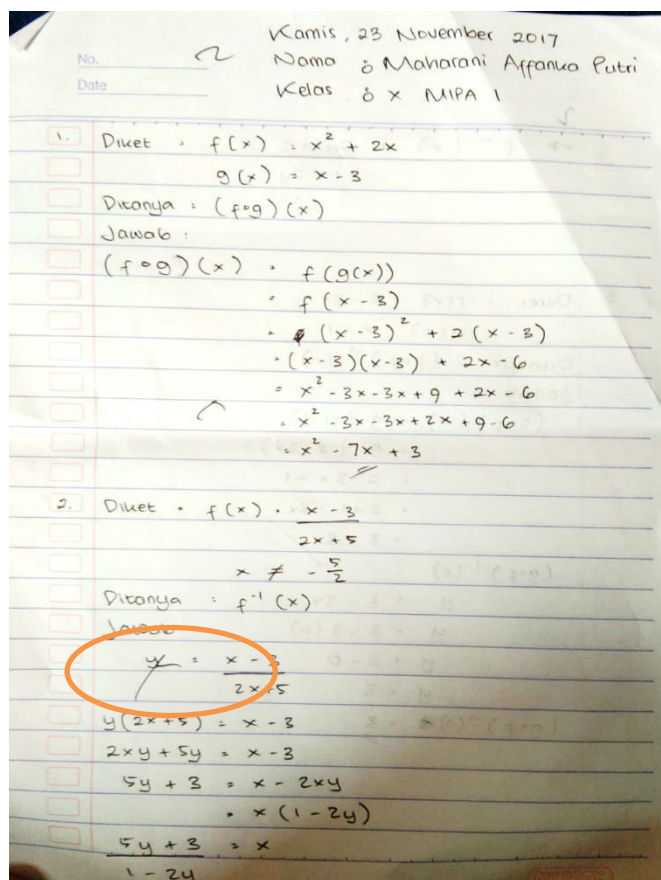 Kamis, 23 November 2017
No.
Nama : Maharani Affanka Putri
Date
Kelas : X MIPA 1
1. Diket : f(x) = x² + 2x
g(x) = x - 3
Ditanya : (f∘g)(x)
Jawab :
(f∘g)(x) = f(g(x))
= f(x-3)
= (x-3)² + 2(x-3)
= (x-3)(x-3) + 2x - 6
= x² - 3x - 3x + 9 + 2x - 6
= x² - 3x - 3x + 2x + 9 - 6
= x² - 7x + 3
2. Diket : f(x) = x - 3
2x + 5
x ≠ - 5/2
Ditanya : f⁻¹(x)
Jawab
y = x - 3
2x+5
y(2x+5) = x - 3
2xy + 5y = x - 3
5y + 3 = x - 2xy
= x(1-2y)
5y + 3 = x
1 - 2y